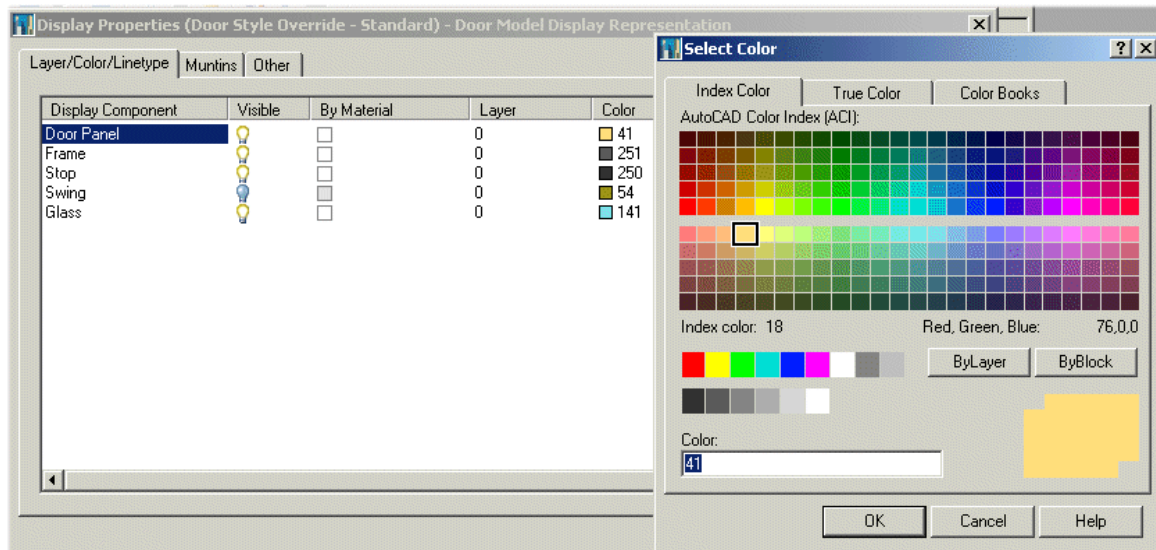 Display Properties (Door Style Override - Standard) - Door Model Display Representation
Layer/Color/Linetype Muntins Other
Display Component Visible By Material Layer Color
Door Panel 0 41
Frame 0 251
Stop 0 250
Swing 0 54
Glass 0 141
Select Color
Index Color True Color Color Books
AutoCAD Color Index (ACI):
Index color: 18 Red, Green, Blue: 76,0,0
ByLayer ByBlock
Color:
41
OK Cancel Help